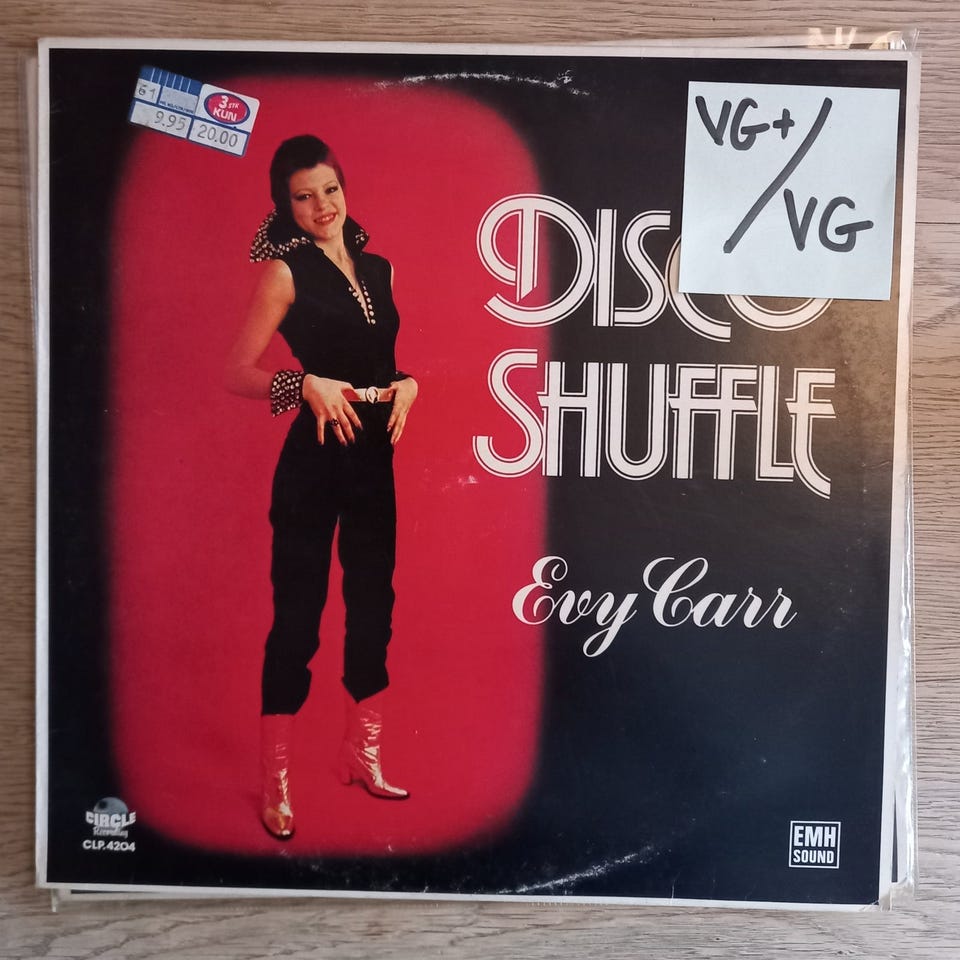 61
3 STK
KUN
9.95 20.00
VG+/VG
DISCO
SHUFFLE
Evy Carr
CIRCLE
Recording
CLP.4204
EMH
SOUND